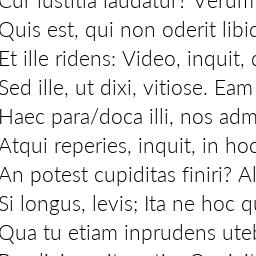 Cur iustitia laudatur? Verum
Quis est, qui non oderit libid
Et ille ridens: Video, inquit,
Sed ille, ut dixi, vitiose. Eam
Haec para/doca illi, nos adm
Atqui reperies, inquit, in hoc
An potest cupiditas finiri? Al
Si longus, levis; Ita ne hoc qu
Qua tu etiam inprudens uteb